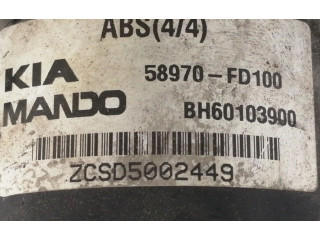 ABS(4/4)
KIA 58970-FD100
MANDO BH60103900
ZCSD5002449